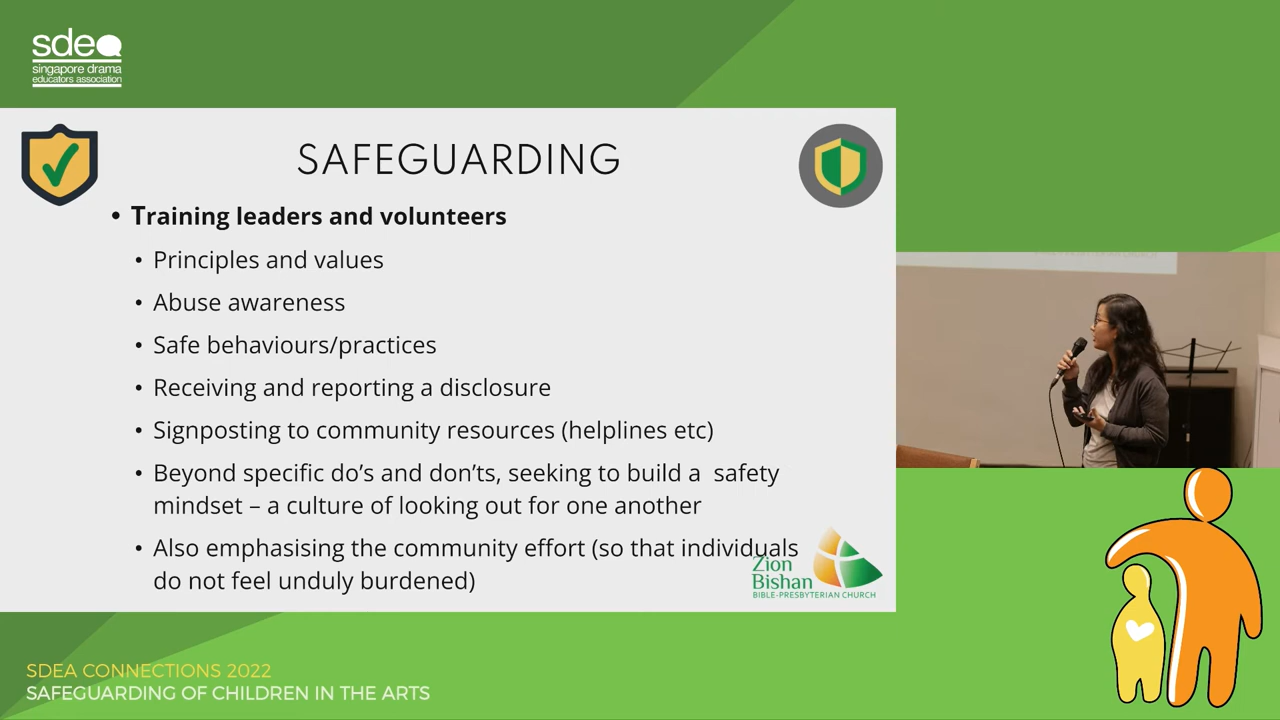 sdea
singapore drama
educators association
SAFEGUARDING
• Training leaders and volunteers
• Principles and values
• Abuse awareness
• Safe behaviours/practices
• Receiving and reporting a disclosure
• Signposting to community resources (helplines etc)
• Beyond specific do’s and don’ts, seeking to build a  safety
mindset – a culture of looking out for one another
• Also emphasising the community effort (so that individuals
do not feel unduly burdened)
Zion
Bishan
BIBLE-PRESBYTERIAN CHURCH
SDEA CONNECTIONS 2022
SAFEGUARDING OF CHILDREN IN THE ARTS